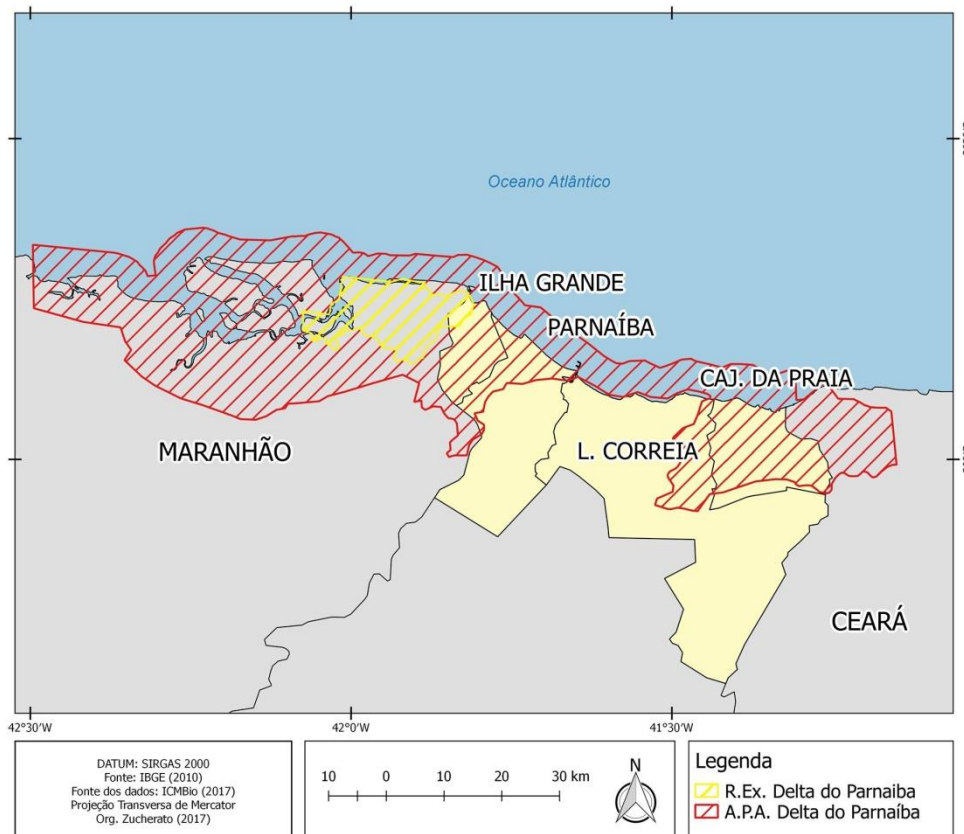 Oceano Atlântico
ILHA GRANDE
PARNAÍBA
CAJ. DA PRAIA
MARANHÃO
L. CORREIA
CEARÁ
42°30'W
42°0'W
41°30'W
DATUM: SIRGAS 2000
Fonte: IBGE (2010)
Fonte dos dados: ICMBio (2017)
Projeção Transversa de Mercator
Org. Zucherato (2017)
10 0 10 20 30 km
N
Legenda
R.Ex. Delta do Parnaiba
A.P.A. Delta do Parnaíba